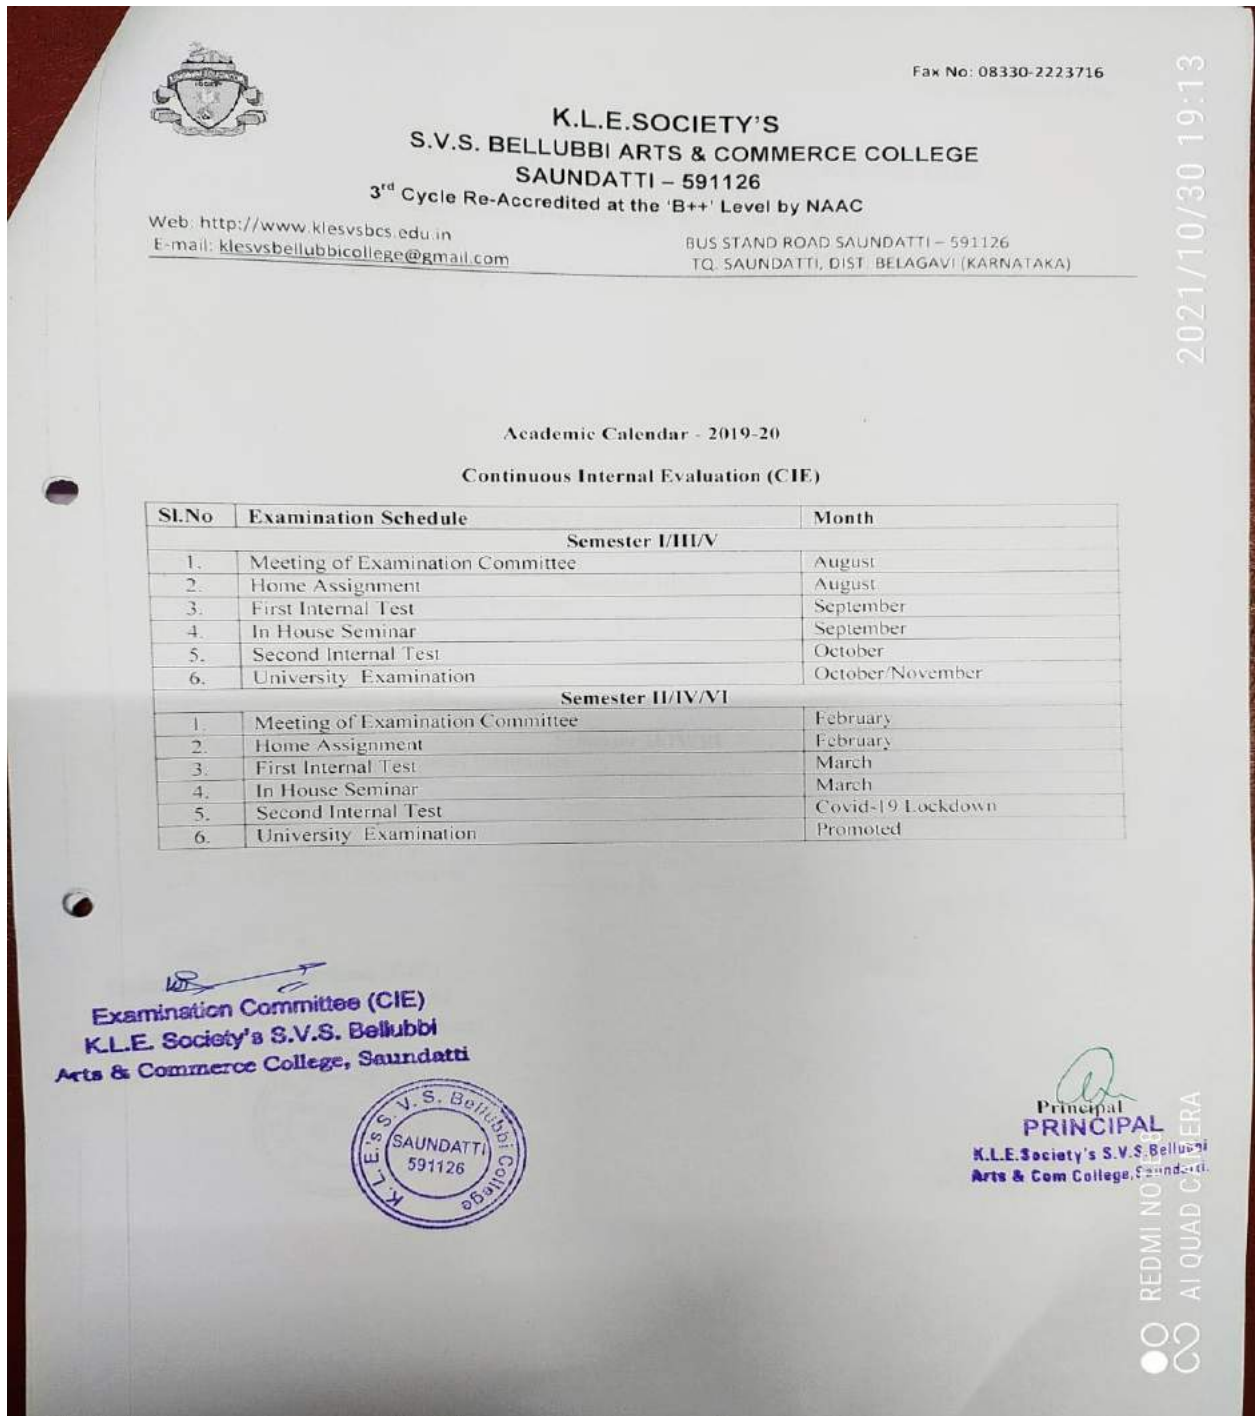 Fax No: 08330-2223716
K.L.E.SOCIETY'S
S.V.S. BELLUBBI ARTS & COMMERCE COLLEGE
SAUNDATTI – 591126
3rd Cycle Re-Accredited at the 'B++' Level by NAAC
Web: http://www.klesvsbcs.edu.in
E-mail: klesvsbellubbicollege@gmail.com
BUS STAND ROAD SAUNDATTI – 591126
TQ. SAUNDATTI, DIST. BELAGAVI (KARNATAKA)
2021/10/30 19:13
Academic Calendar - 2019-20
Continuous Internal Evaluation (CIE)
Sl.No Examination Schedule Month
Semester I/III/V
1. Meeting of Examination Committee August
2. Home Assignment August
3. First Internal Test September
4. In House Seminar September
5. Second Internal Test October
6. University Examination October/November
Semester II/IV/VI
1. Meeting of Examination Committee February
2. Home Assignment February
3. First Internal Test March
4. In House Seminar March
5. Second Internal Test Covid-19 Lockdown
6. University Examination Promoted
Examination Committee (CIE)
K.L.E. Society's S.V.S. Bellubbi
Arts & Commerce College, Saundatti
K.L.E.'s S.V.S. Bellubbi College
SAUNDATTI
591126
Principal
PRINCIPAL
K.L.E.Society's S.V.S.Bellubbi
Arts & Com College,Saundatti.
REDMI NOTE 8
AI QUAD CAMERA